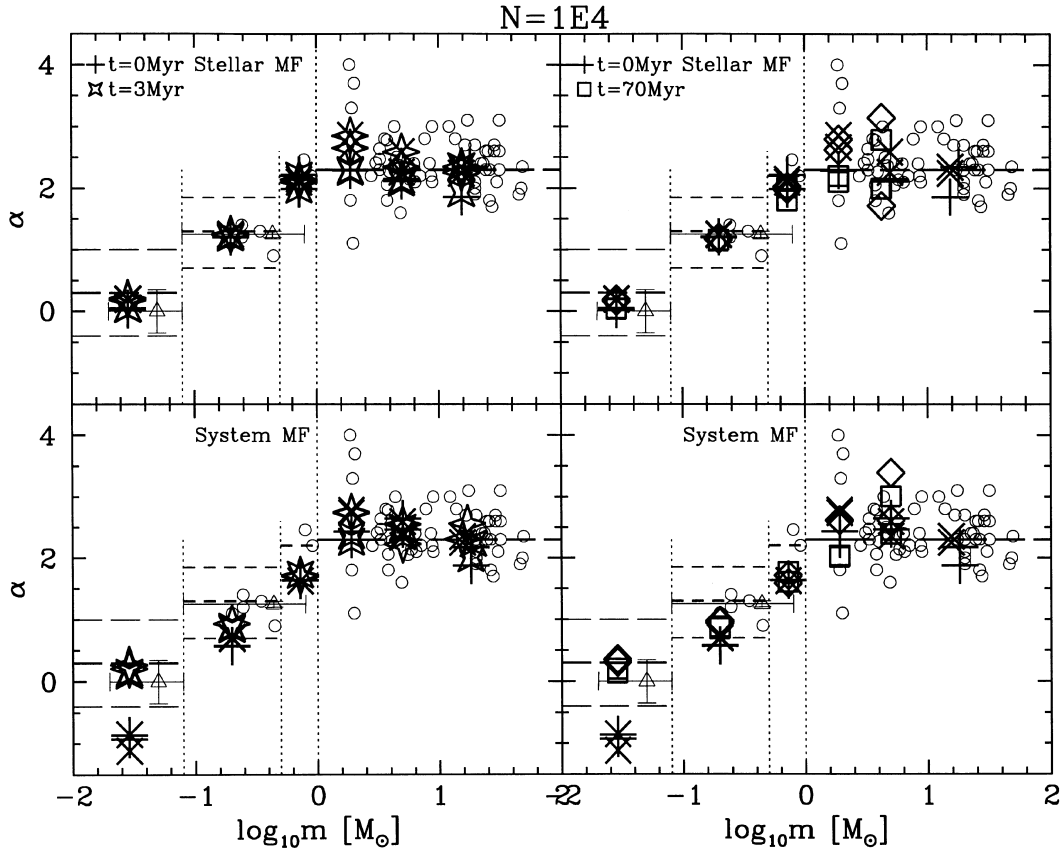 N=1E4
t=0Myr Stellar MF
t=3Myr
t=0Myr Stellar MF
t=70Myr
4
2
0
α
System MF
System MF
4
2
0
α
−2 −1 0 1 −2 2 −1 0 1 2
log₁₀m [M☉] log₁₀m [M☉]